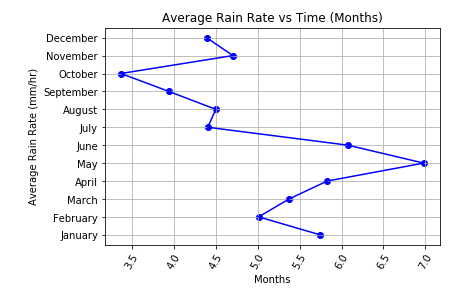 Average Rain Rate vs Time (Months)
Average Rain Rate (mm/hr)
December
November
October
September
August
July
June
May
April
March
February
January
3.5 4.0 4.5 5.0 5.5 6.0 6.5 7.0
Months